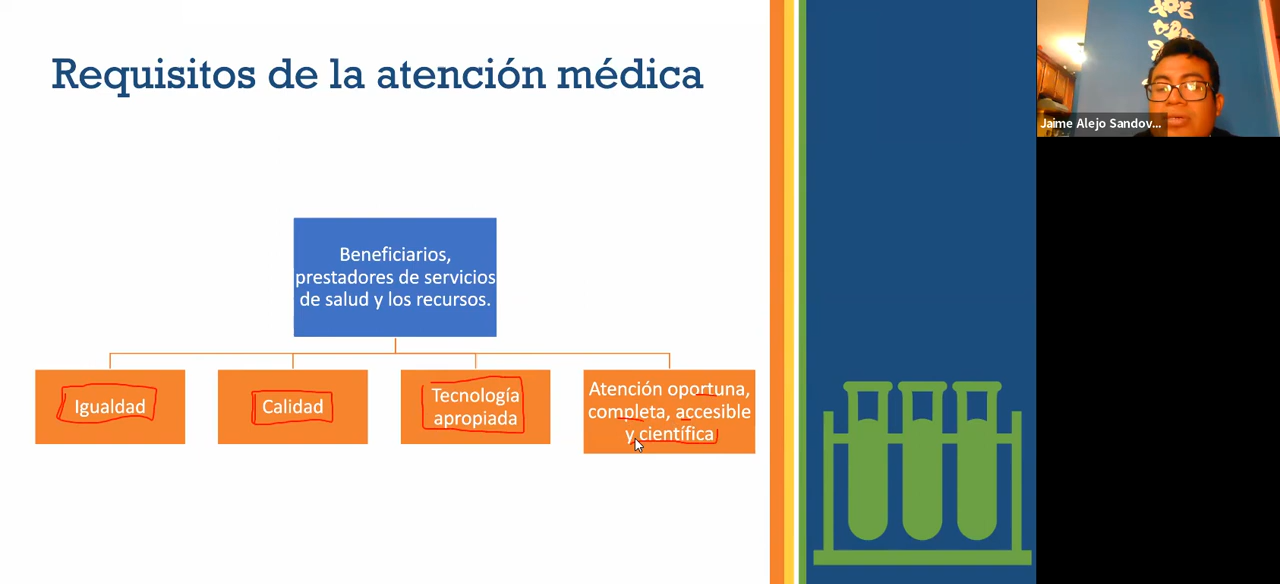 Requisitos de la atención médica
Jaime Alejo Sandov...
Beneficiarios,
prestadores de servicios
de salud y los recursos.
Igualdad
Calidad
Tecnología
apropiada
Atención oportuna,
completa, accesible
y científica